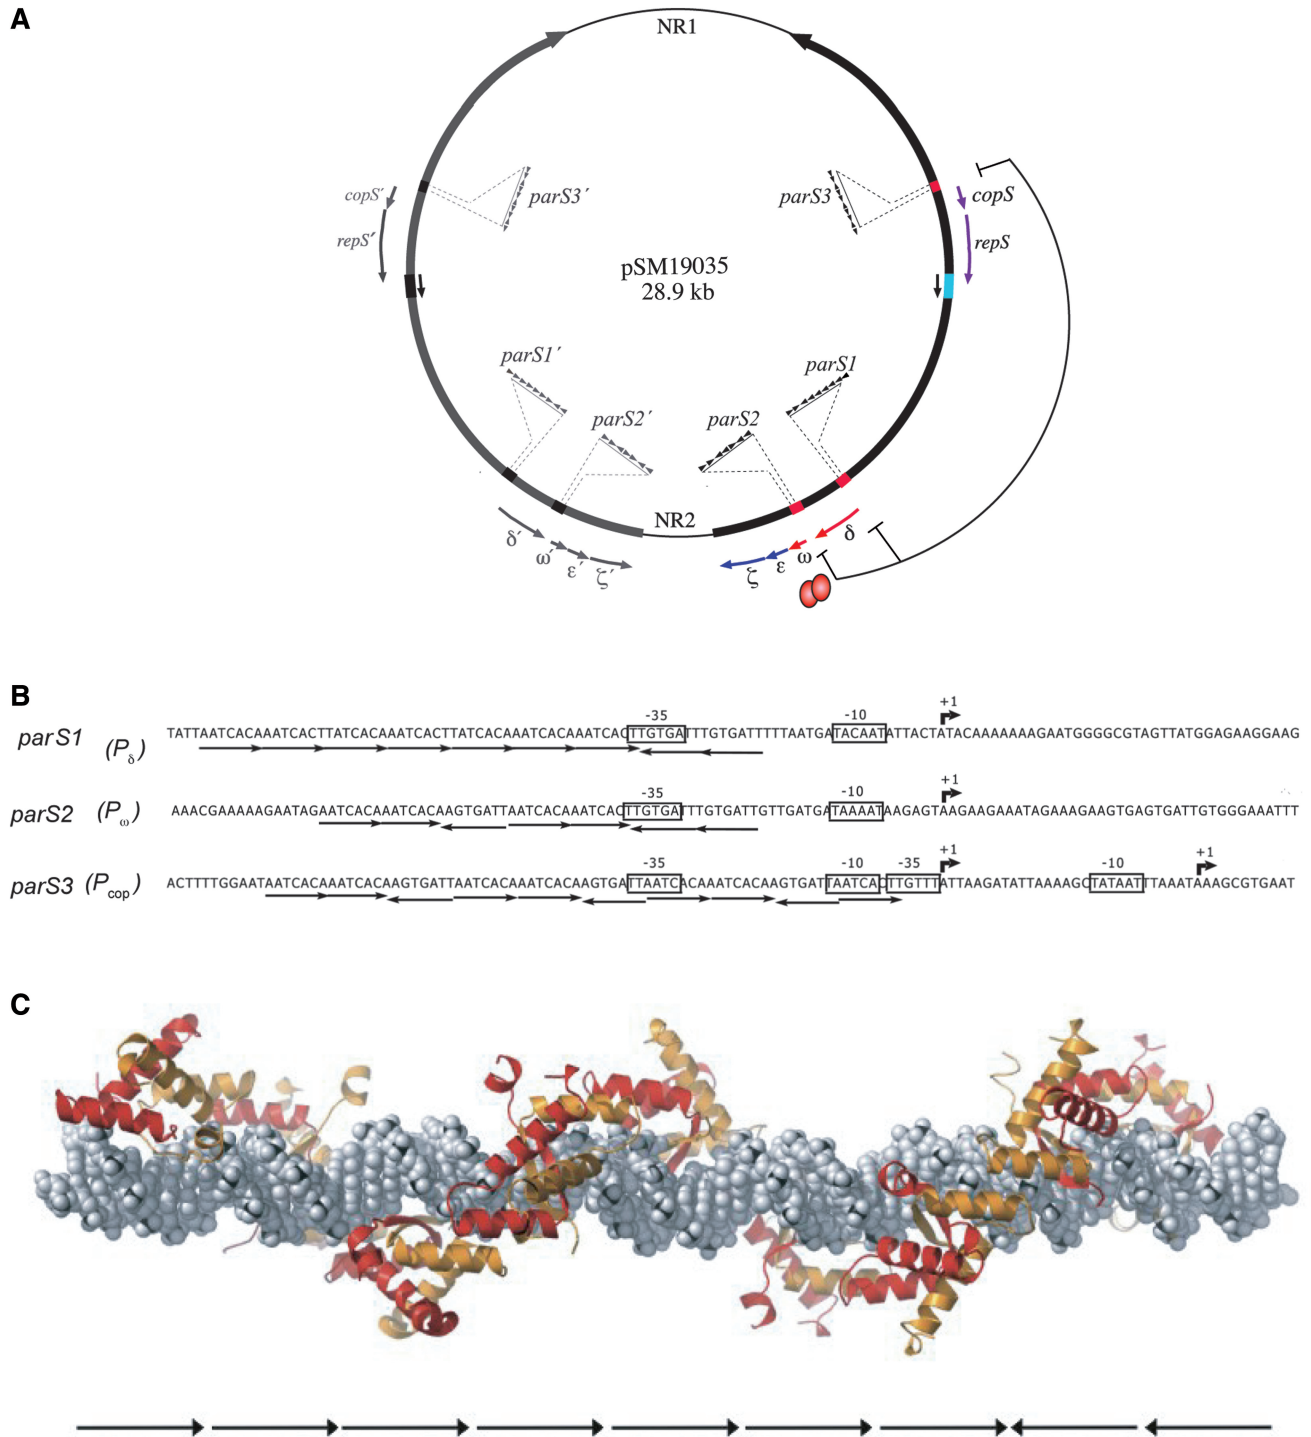 A
NR1
copS´
repS´
parS3´
parS3
copS
repS
pSM19035
28.9 kb
parS1´
parS2´
parS2
parS1
NR2
δ´
ω´
ε´
ζ´
ζ
ε
ω
δ
B
-35
-10
+1
parS1 (Pδ) TATTAATCACAAATCACTTATCACAAATCACTTATCACAAATCACAAATCACTTGTGATTTGTGATTTTTAATGATACAATATTACTATACAAAAAAAGAATGGGGCGTAGTTATGGAGAAGGAAG
-35
-10
+1
parS2 (Pω) AAACGAAAAAGAATAGAATCACAAATCACAAGTGATTAATCACAAATCACTTGTGATTTGTGATTGTTGATGATAAAATAAGAGTAAGAAGAAATAGAAAGAAGTGAGTGATTGTGGGAAATTT
-35
-10
-35
+1
-10
+1
parS3 (Pcop) ACTTTTGGAATAATCACAAATCACAAGTGATTAATCACAAATCACAAGTGATTAATCACAAATCACAAGTGATTAATCACTTGTTTATTAAGATATTAAAAGCTATAATTTAAATAAAGCGTGAAT
C